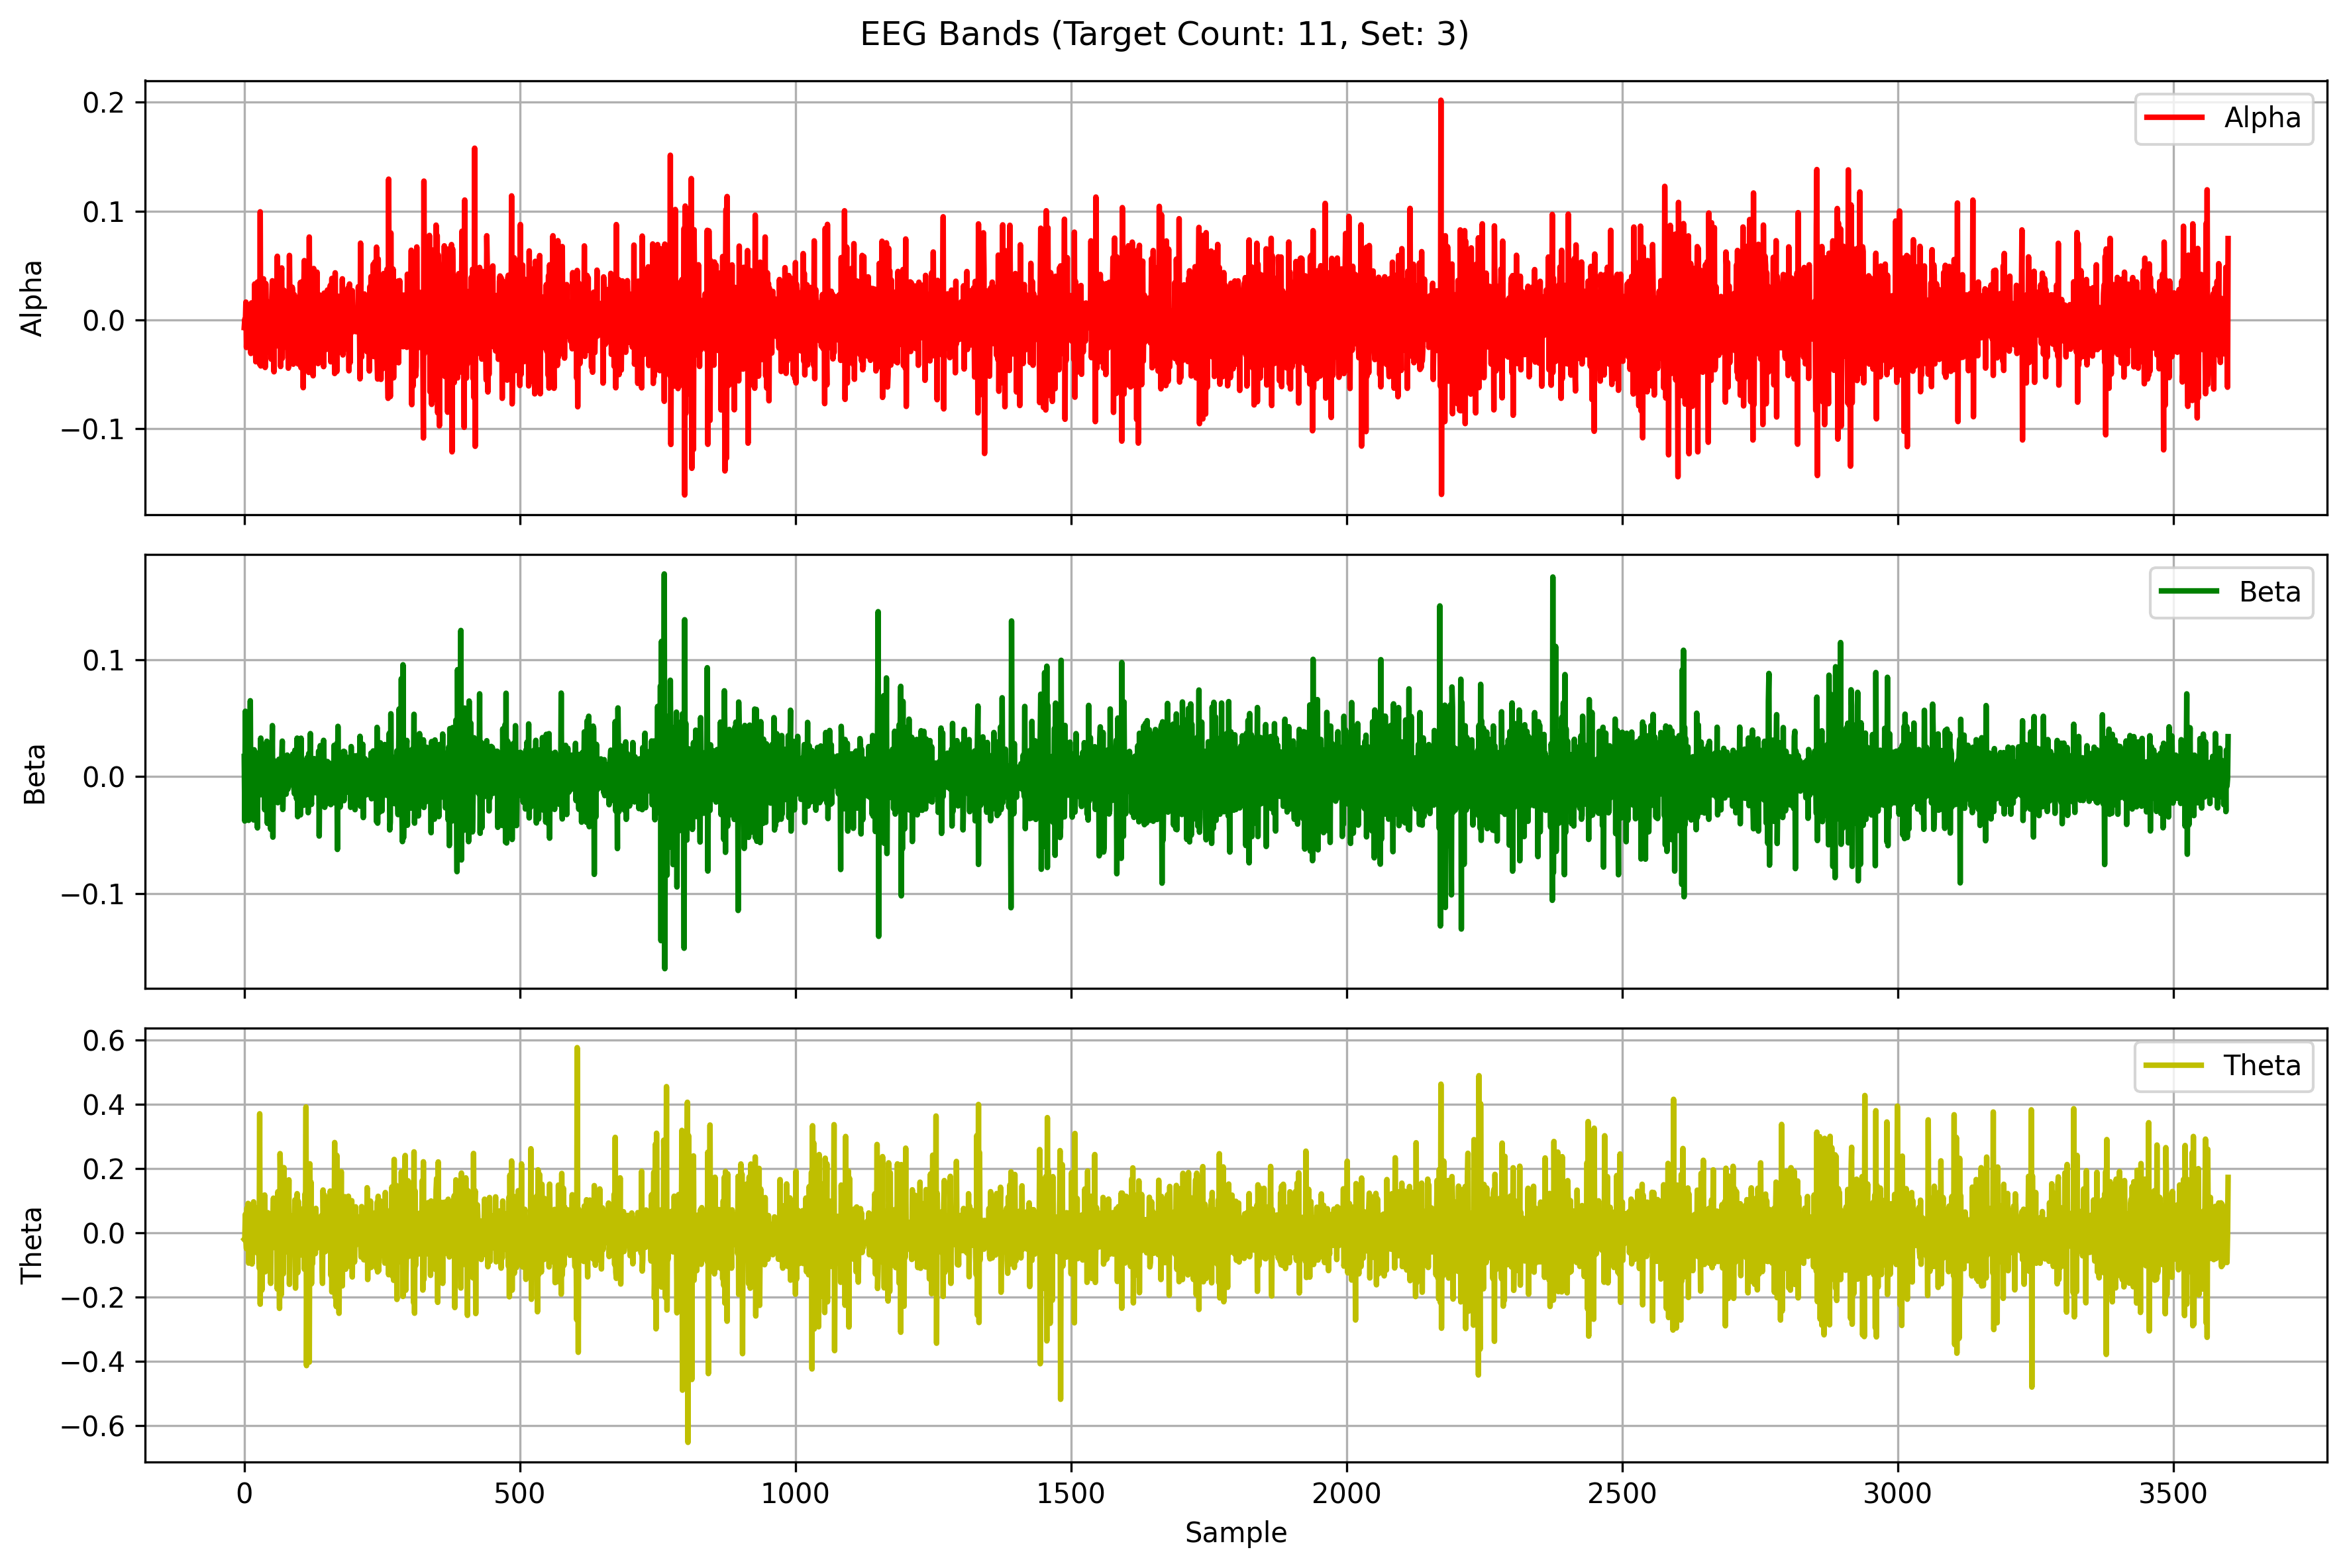 EEG Bands (Target Count: 11, Set: 3)
Alpha
0.2
0.1
0.0
−0.1
Alpha
Beta
0.1
0.0
−0.1
Beta
Theta
0.6
0.4
0.2
0.0
−0.2
−0.4
−0.6
Theta
0 500 1000 1500 2000 2500 3000 3500
Sample